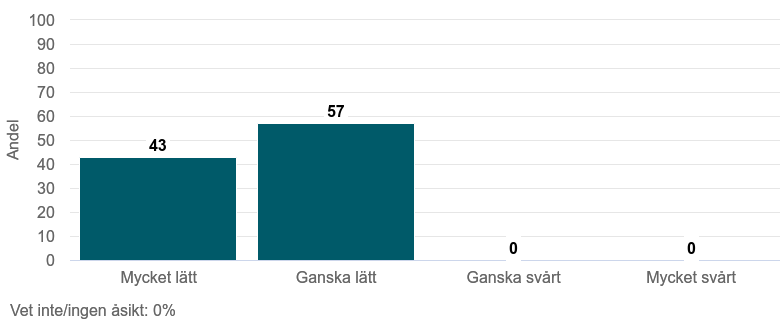 100
90
80
70
60
50
40
30
20
10
0
Andel
43
57
0
0
Mycket lätt
Ganska lätt
Ganska svårt
Mycket svårt
Vet inte/ingen åsikt: 0%